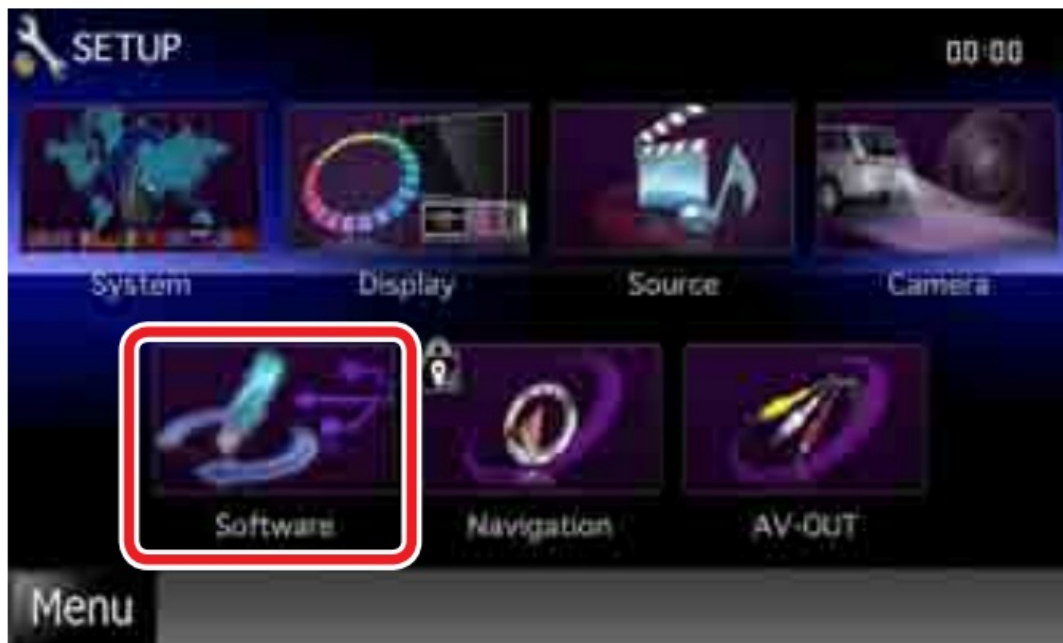 SETUP
00:00
System Display Source Camera
Software Navigation AV-OUT
Menu